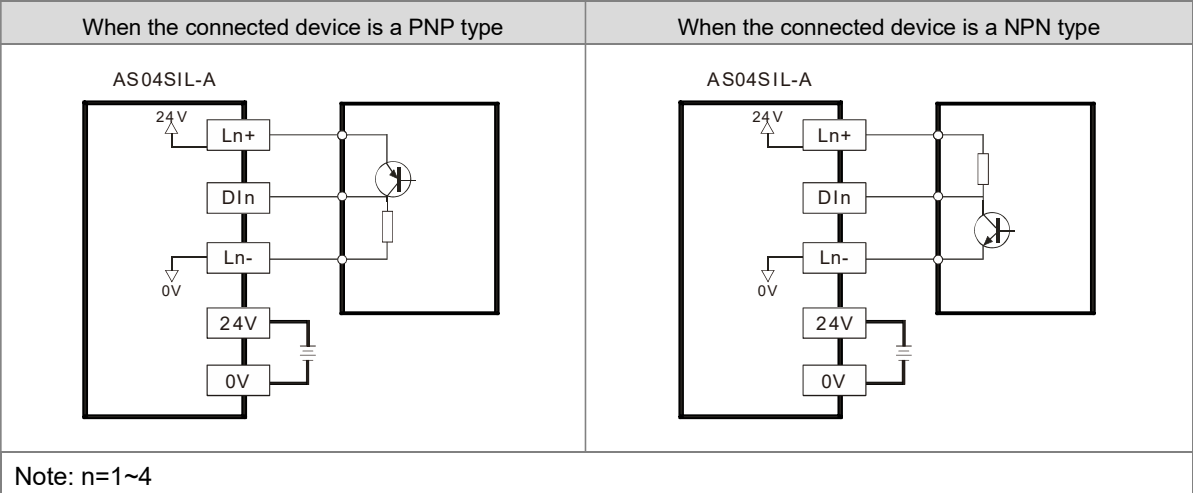 When the connected device is a PNP type
When the connected device is a NPN type
AS04SIL-A
24V
Ln+
DIn
Ln-
0V
24V
0V
AS04SIL-A
24V
Ln+
DIn
Ln-
0V
24V
0V
Note: n=1~4